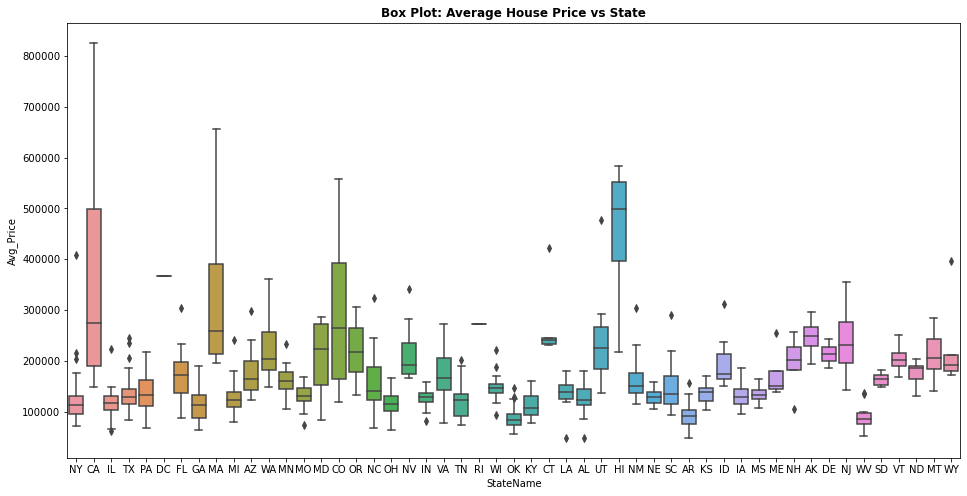 Box Plot: Average House Price vs State
800000
700000
600000
500000
400000
300000
200000
100000
Avg_Price
NY CA IL TX PA DC FL GA MA MI AZ WA MN MO MD CO OR NC OH NV IN VA TN RI WI OK KY CT LA AL UT HI NM NE SC AR KS ID IA MS ME NH AK DE NJ WV SD VT ND MT WY
StateName